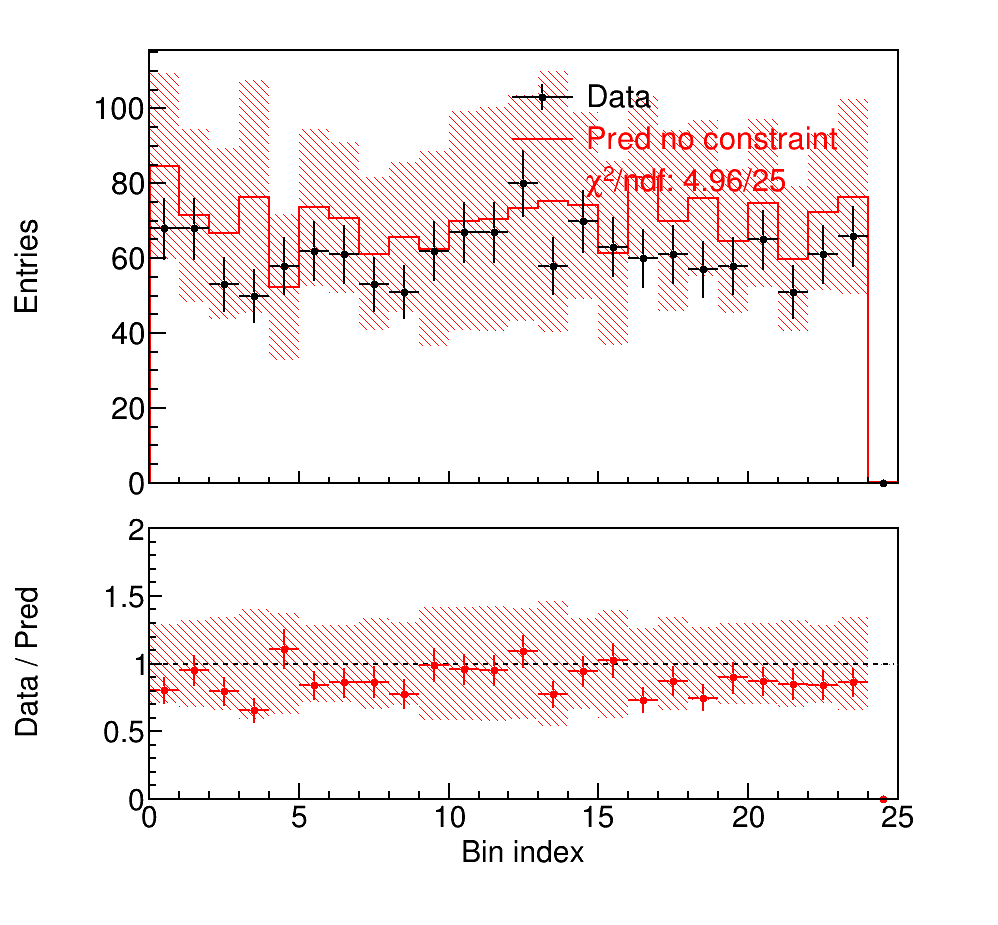 Entries
100
80
60
40
20
0
Data
Pred no constraint
χ²/ndf: 4.96/25
Data / Pred
2
1.5
1
0.5
0
0 5 10 15 20 25
Bin index